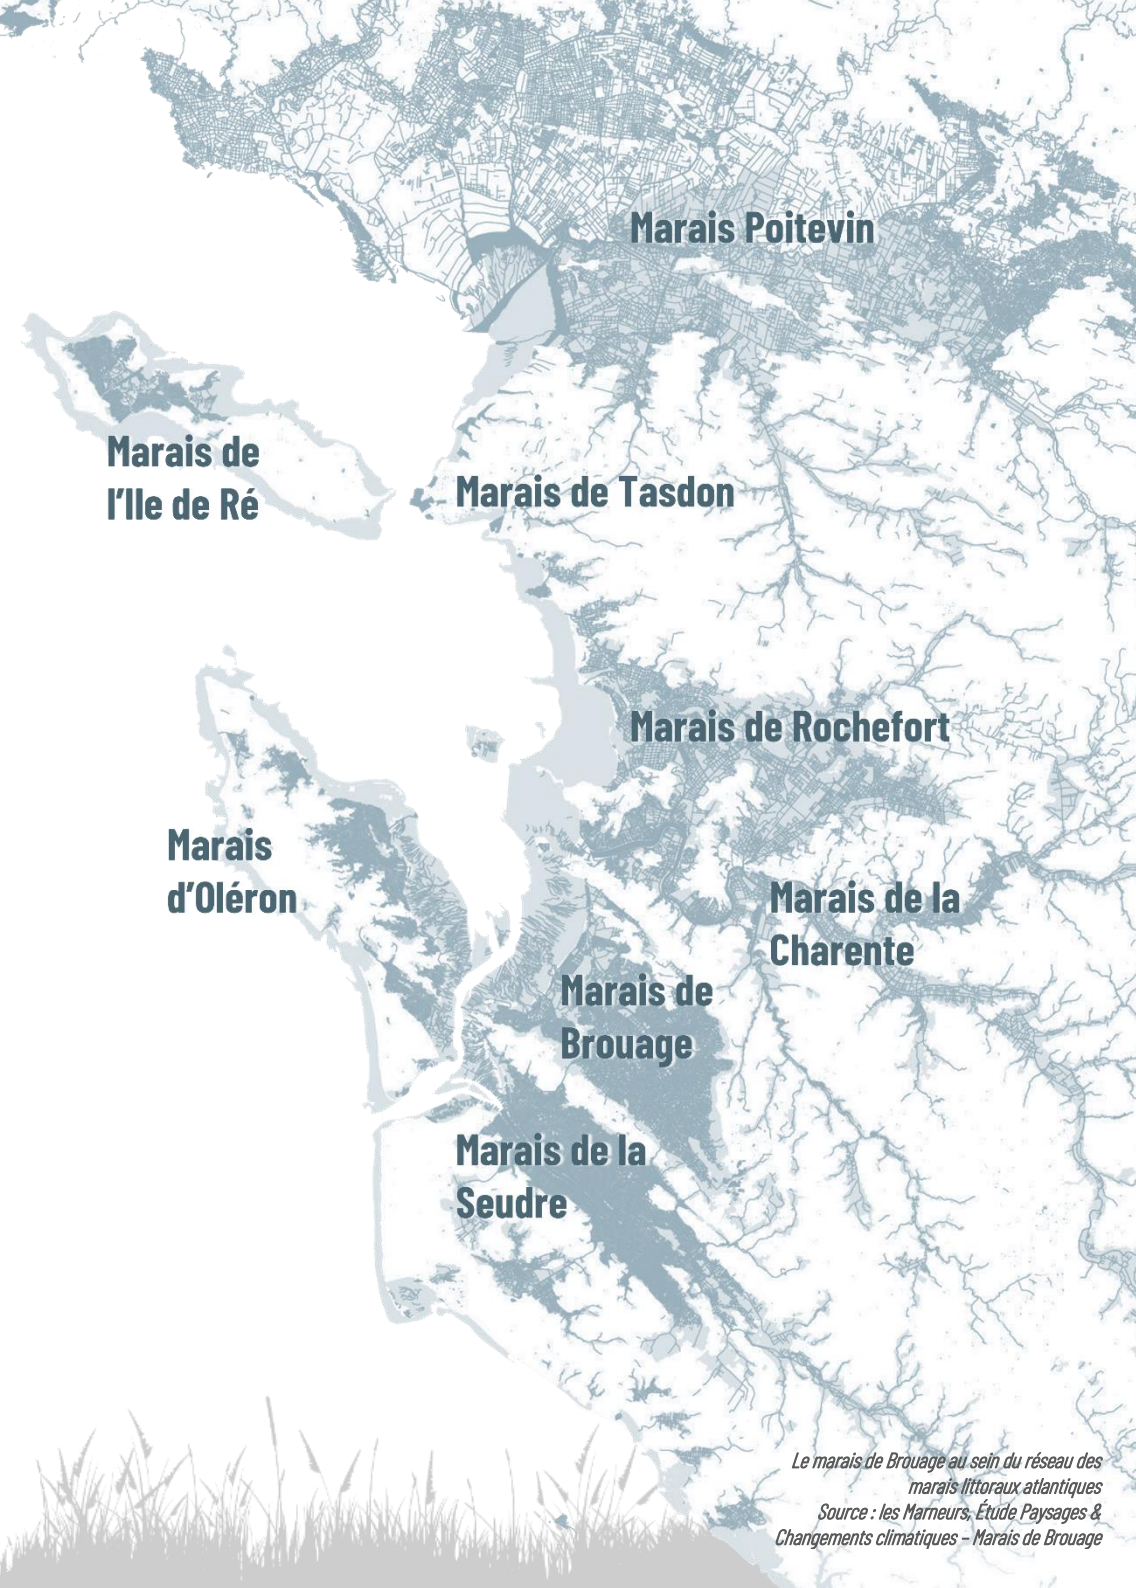 Marais Poitevin
Marais de
l’Ile de Ré
Marais de Tasdon
Marais de Rochefort
Marais
d’Oléron
Marais de la
Charente
Marais de
Brouage
Marais de la
Seudre
Le marais de Brouage au sein du réseau des
marais littoraux atlantiques
Source : les Marneurs, Étude Paysages &
Changements climatiques – Marais de Brouage